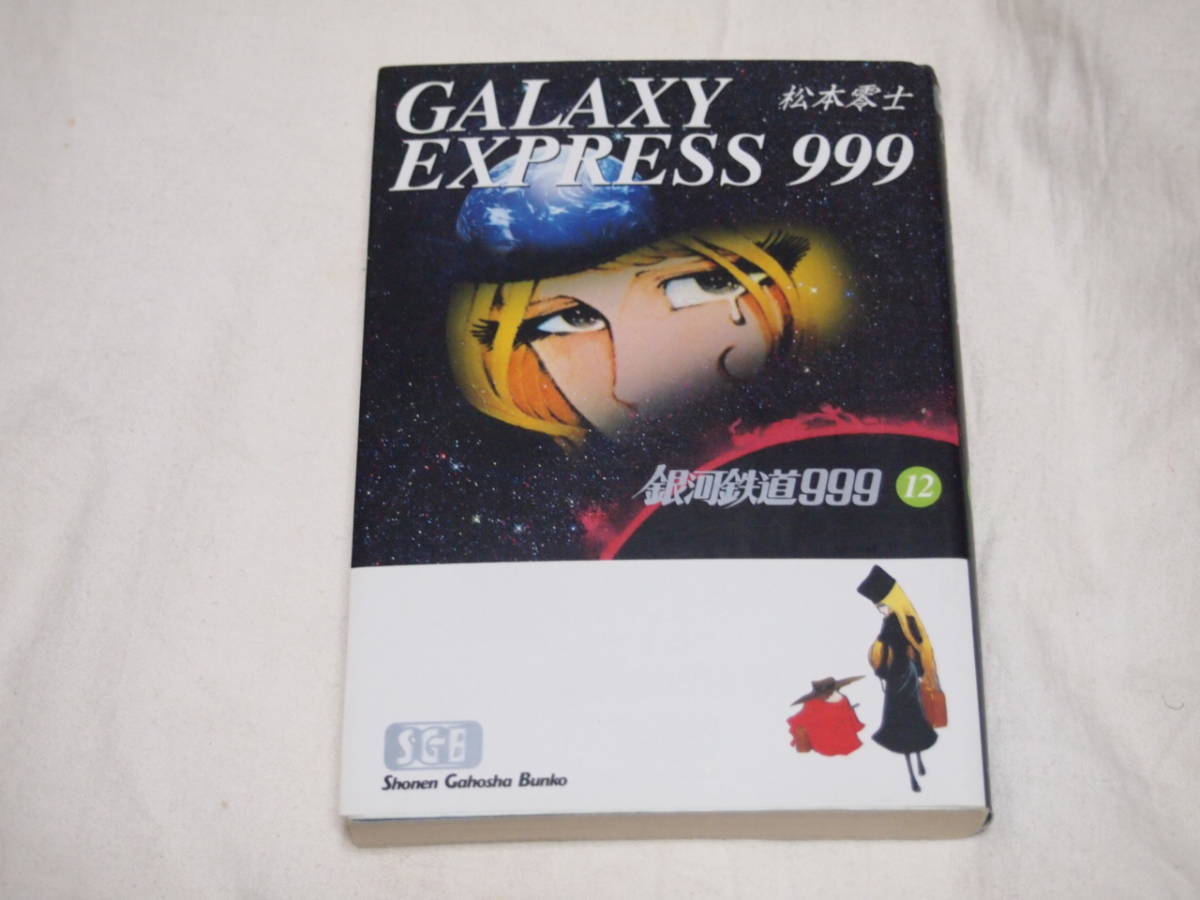 GALAXY
EXPRESS 999
松本零士
銀河鉄道999
12
SGB
Shonen Gahosha Bunko